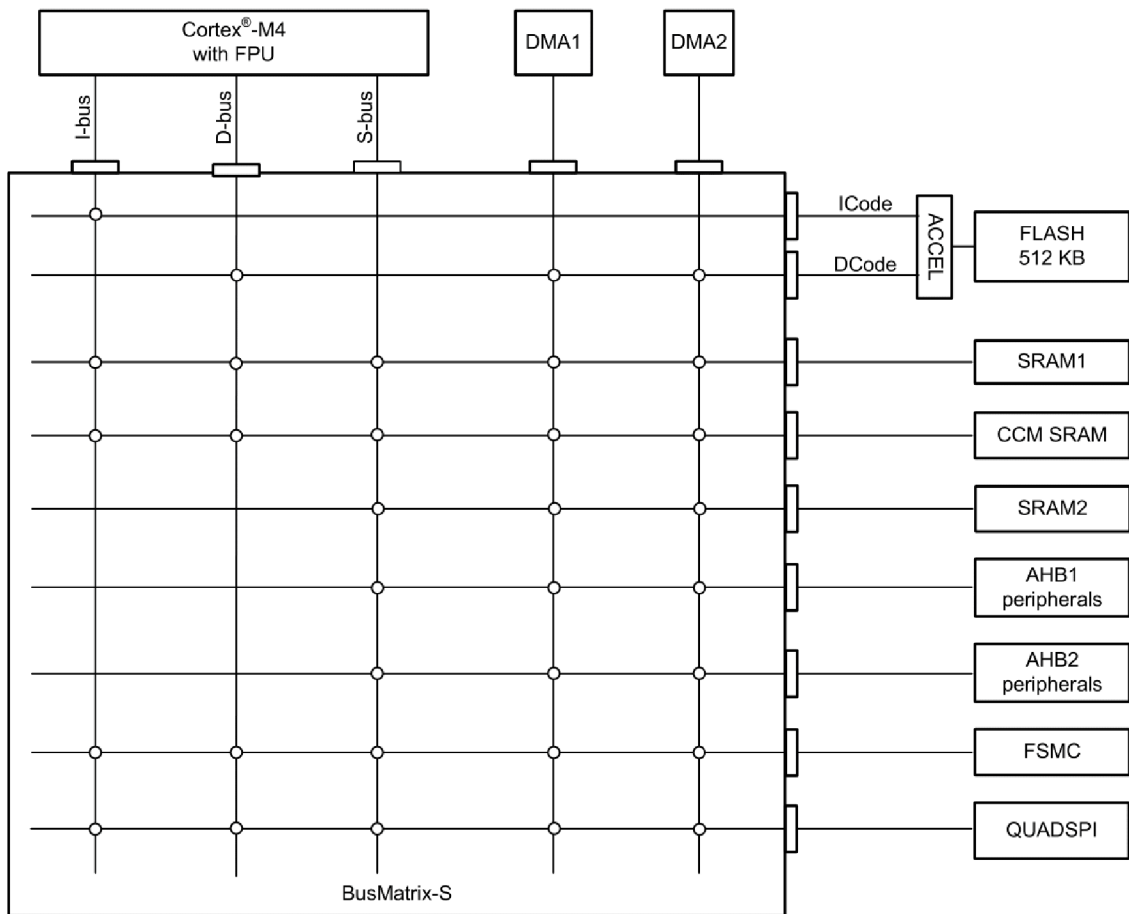 Cortex®-M4
with FPU
DMA1
DMA2
I-bus
D-bus
S-bus
ICode
DCode
ACCEL
FLASH
512 KB
SRAM1
CCM SRAM
SRAM2
AHB1
peripherals
AHB2
peripherals
FSMC
QUADSPI
BusMatrix-S